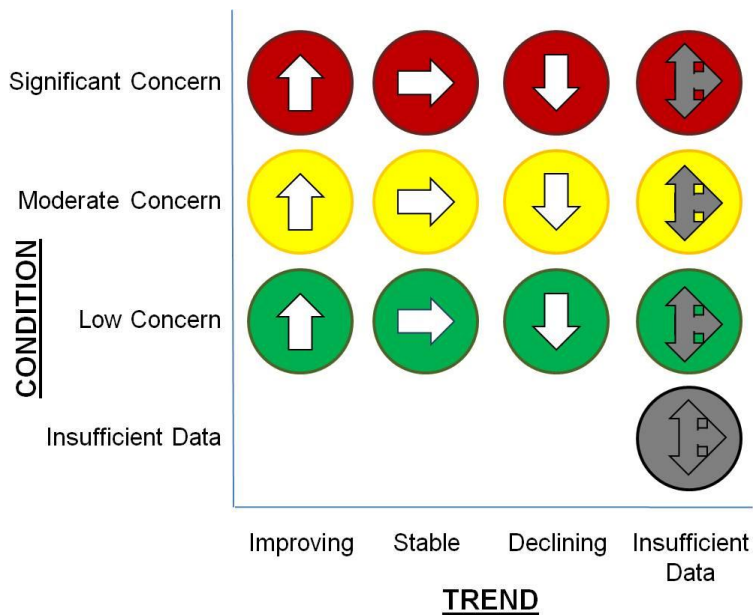 Significant Concern
Moderate Concern
CONDITION
Low Concern
Insufficient Data
Improving
Stable
Declining
Insufficient
Data
TREND